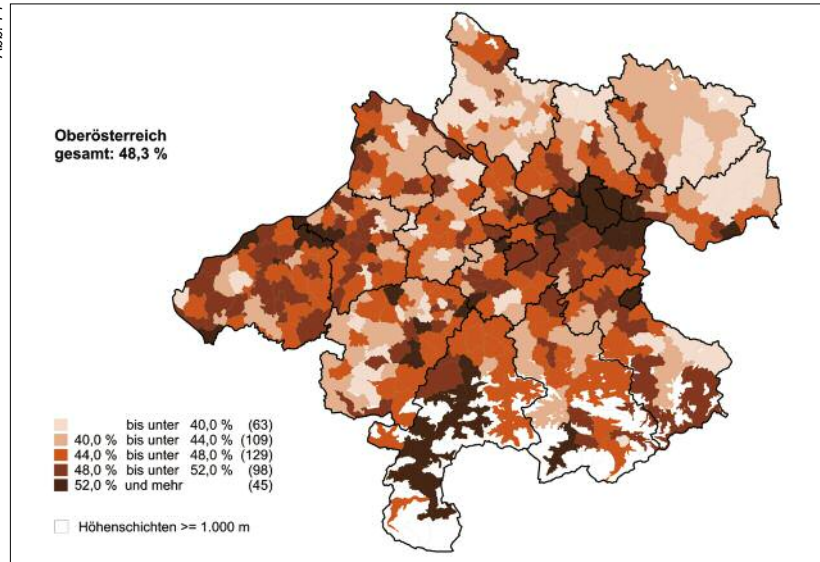 Oberösterreich
gesamt: 48,3 %
bis unter 40,0 % (63)
40,0 % bis unter 44,0 % (109)
44,0 % bis unter 48,0 % (129)
48,0 % bis unter 52,0 % (98)
52,0 % und mehr (45)
Höhenschichten >= 1.000 m